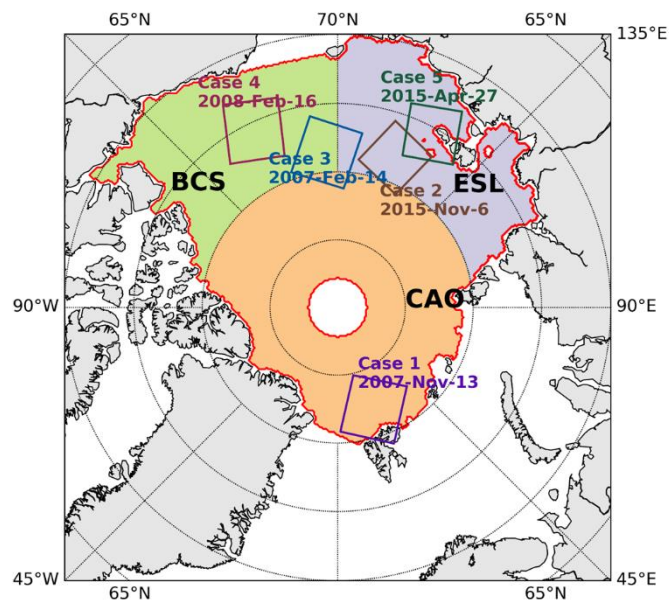 65°N
70°N
65°N
135°E
Case 4
2008-Feb-16
Case 5
2015-Apr-27
Case 3
2007-Feb-14
BCS
ESL
Case 2
2015-Nov-6
90°W
CAO
90°E
Case 1
2007-Nov-13
45°W
65°N
70°N
65°N
45°E